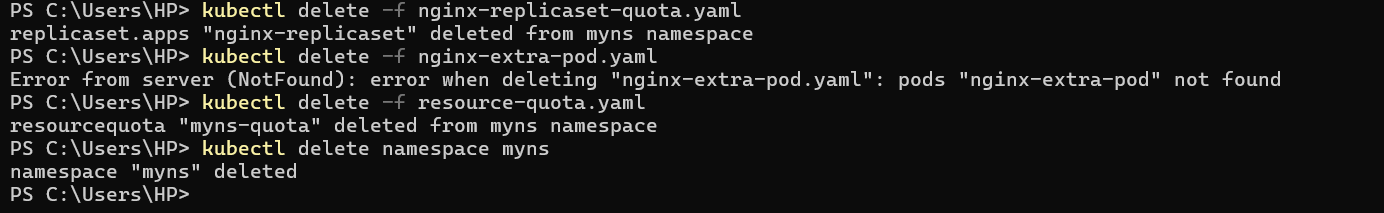 PS C:\Users\HP> kubectl delete -f nginx-replicaset-quota.yaml
replicaset.apps "nginx-replicaset" deleted from myns namespace
PS C:\Users\HP> kubectl delete -f nginx-extra-pod.yaml
Error from server (NotFound): error when deleting "nginx-extra-pod.yaml": pods "nginx-extra-pod" not found
PS C:\Users\HP> kubectl delete -f resource-quota.yaml
resourcequota "myns-quota" deleted from myns namespace
PS C:\Users\HP> kubectl delete namespace myns
namespace "myns" deleted
PS C:\Users\HP>